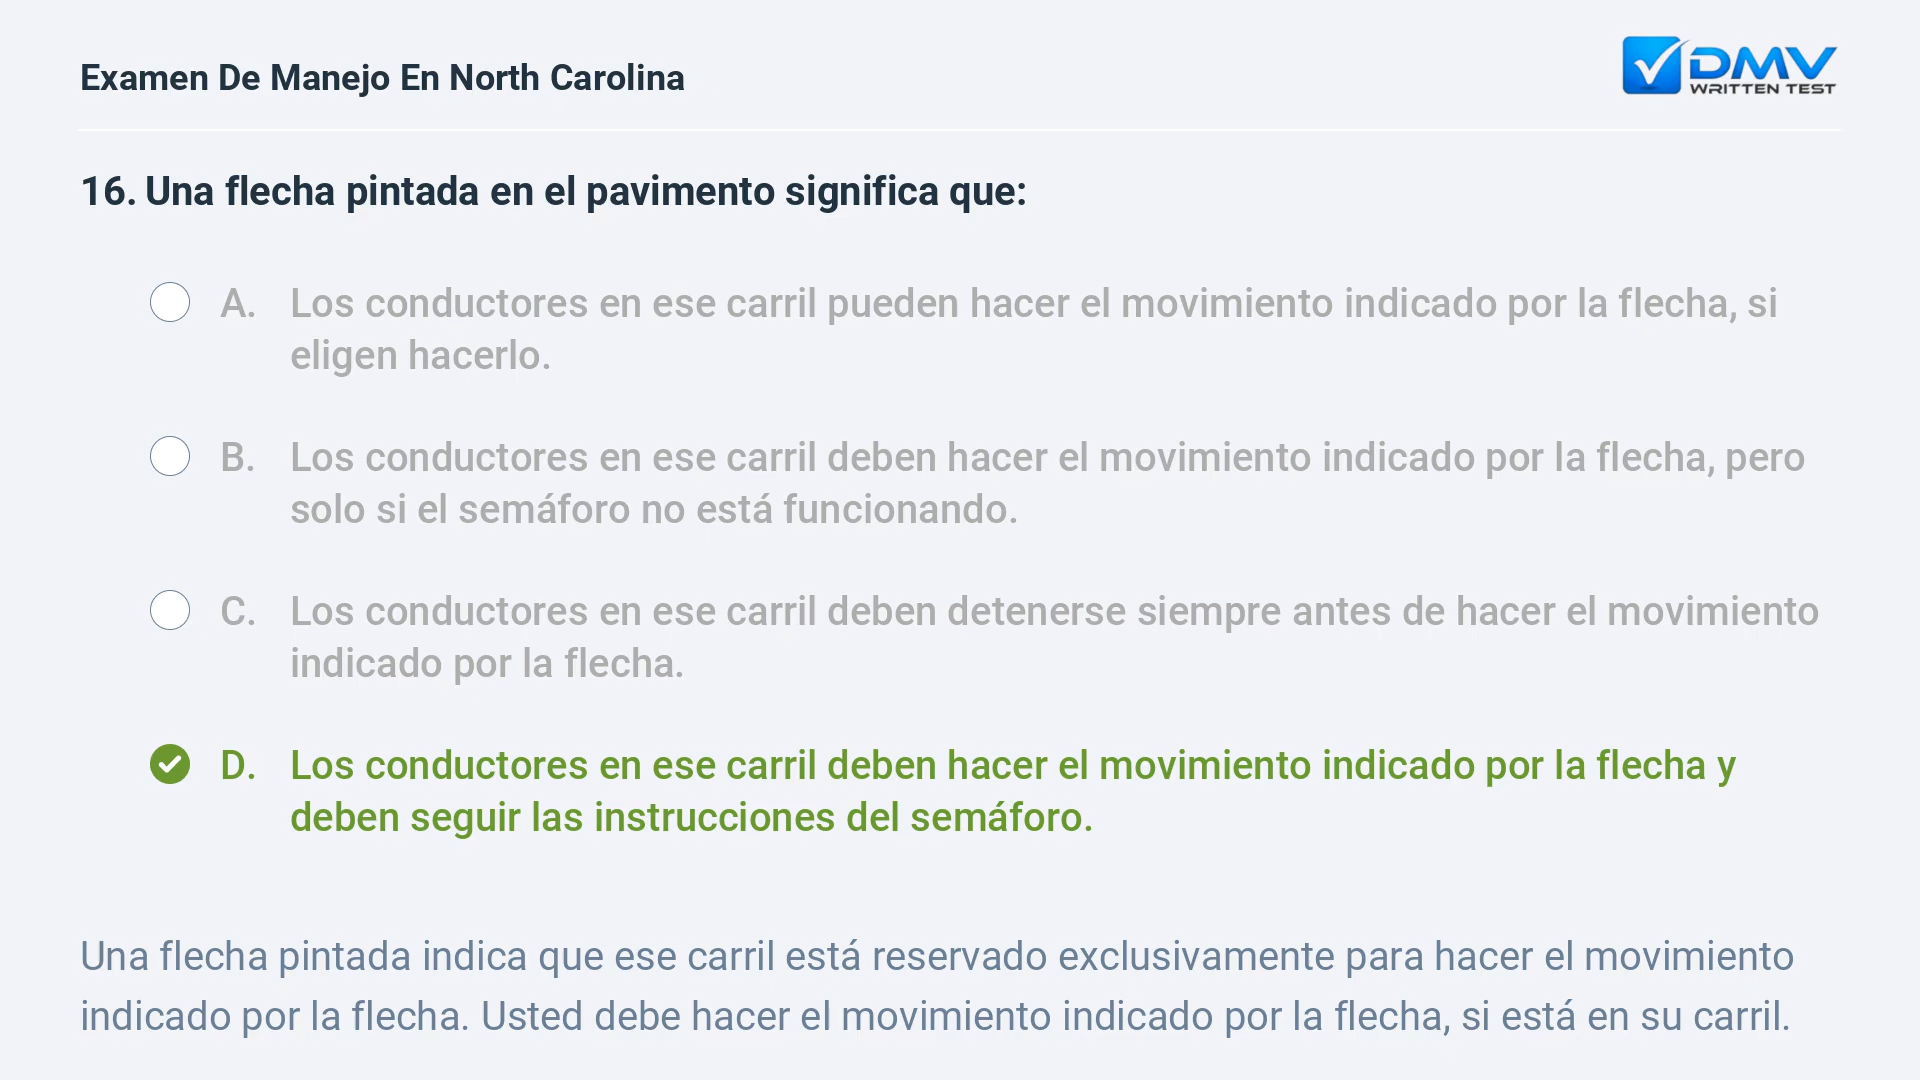 Examen De Manejo En North Carolina
DMV
WRITTEN TEST
16. Una flecha pintada en el pavimento significa que:
A. Los conductores en ese carril pueden hacer el movimiento indicado por la flecha, si
eligen hacerlo.
B. Los conductores en ese carril deben hacer el movimiento indicado por la flecha, pero
solo si el semáforo no está funcionando.
C. Los conductores en ese carril deben detenerse siempre antes de hacer el movimiento
indicado por la flecha.
D. Los conductores en ese carril deben hacer el movimiento indicado por la flecha y
deben seguir las instrucciones del semáforo.
Una flecha pintada indica que ese carril está reservado exclusivamente para hacer el movimiento
indicado por la flecha. Usted debe hacer el movimiento indicado por la flecha, si está en su carril.